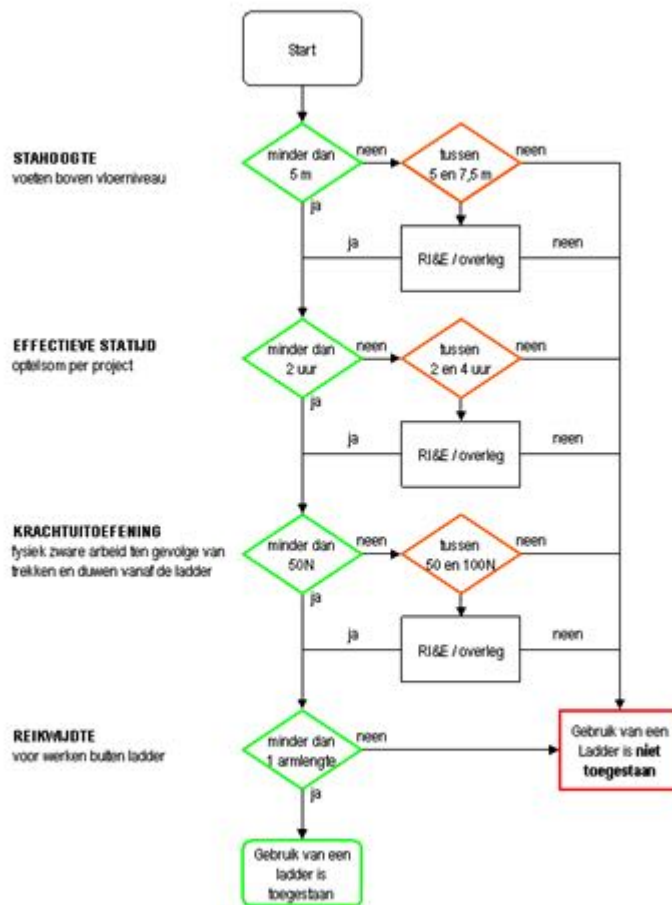 Start
STAHOOGTE
voeten boven vloerniveau
minder dan
5 m
neen
tussen
5 en 7,5 m
neen
ja
ja
RI&E / overleg
neen
EFFECTIEVE STATIJD
optelsom per project
minder dan
2 uur
neen
tussen
2 en 4 uur
neen
ja
ja
RI&E / overleg
neen
KRACHTUITOEFENING
fysiek zware arbeid ten gevolge van
trekken en duwen vanaf de ladder
minder dan
50N
neen
tussen
50 en 100N
neen
ja
ja
RI&E / overleg
neen
REIKWIJDTE
voor werken buiten ladder
minder dan
1 armlengte
neen
Gebruik van een
Ladder is niet
toegestaan
ja
Gebruik van een
ladder is
toegestaan